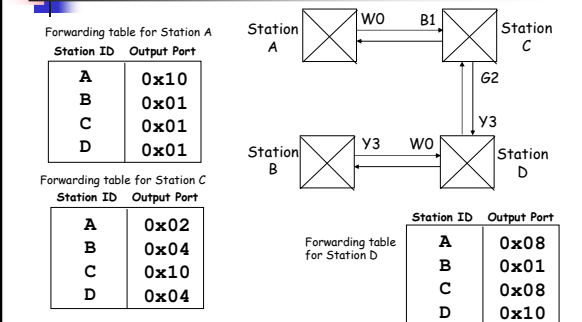 Forwarding table for Station A
Station ID Output Port
A 0x10
B 0x01
C 0x01
D 0x01
Forwarding table for Station C
Station ID Output Port
A 0x02
B 0x04
C 0x10
D 0x04
Station
A
W0
B1
Station
C
G2
Y3
Station
B
Y3
W0
Station
D
Forwarding table
for Station D
Station ID Output Port
A 0x08
B 0x01
C 0x08
D 0x10